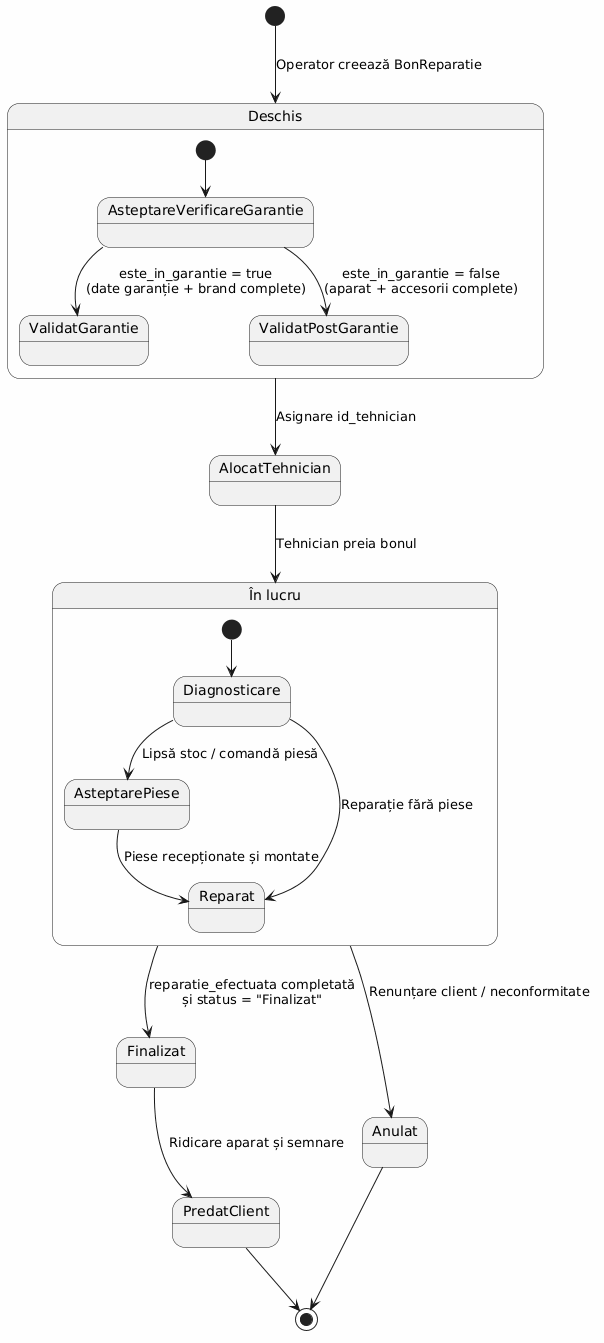 Operator creează BonReparatie
Deschis
AsteptareVerificareGarantie
este_in_garantie = true
(date garanție + brand complete)
este_in_garantie = false
(aparat + accesorii complete)
ValidatGarantie
ValidatPostGarantie
Asignare id_tehnician
AlocatTehnician
Tehnician preia bonul
În lucru
Diagnosticare
Lipsă stoc / comandă piesă
AsteptarePiese
Reparație fără piese
Piese recepționate și montate
Reparat
reparatie_efectuata completată
și status = "Finalizat"
Renunțare client / neconformitate
Finalizat
Anulat
Ridicare aparat și semnare
PredatClient